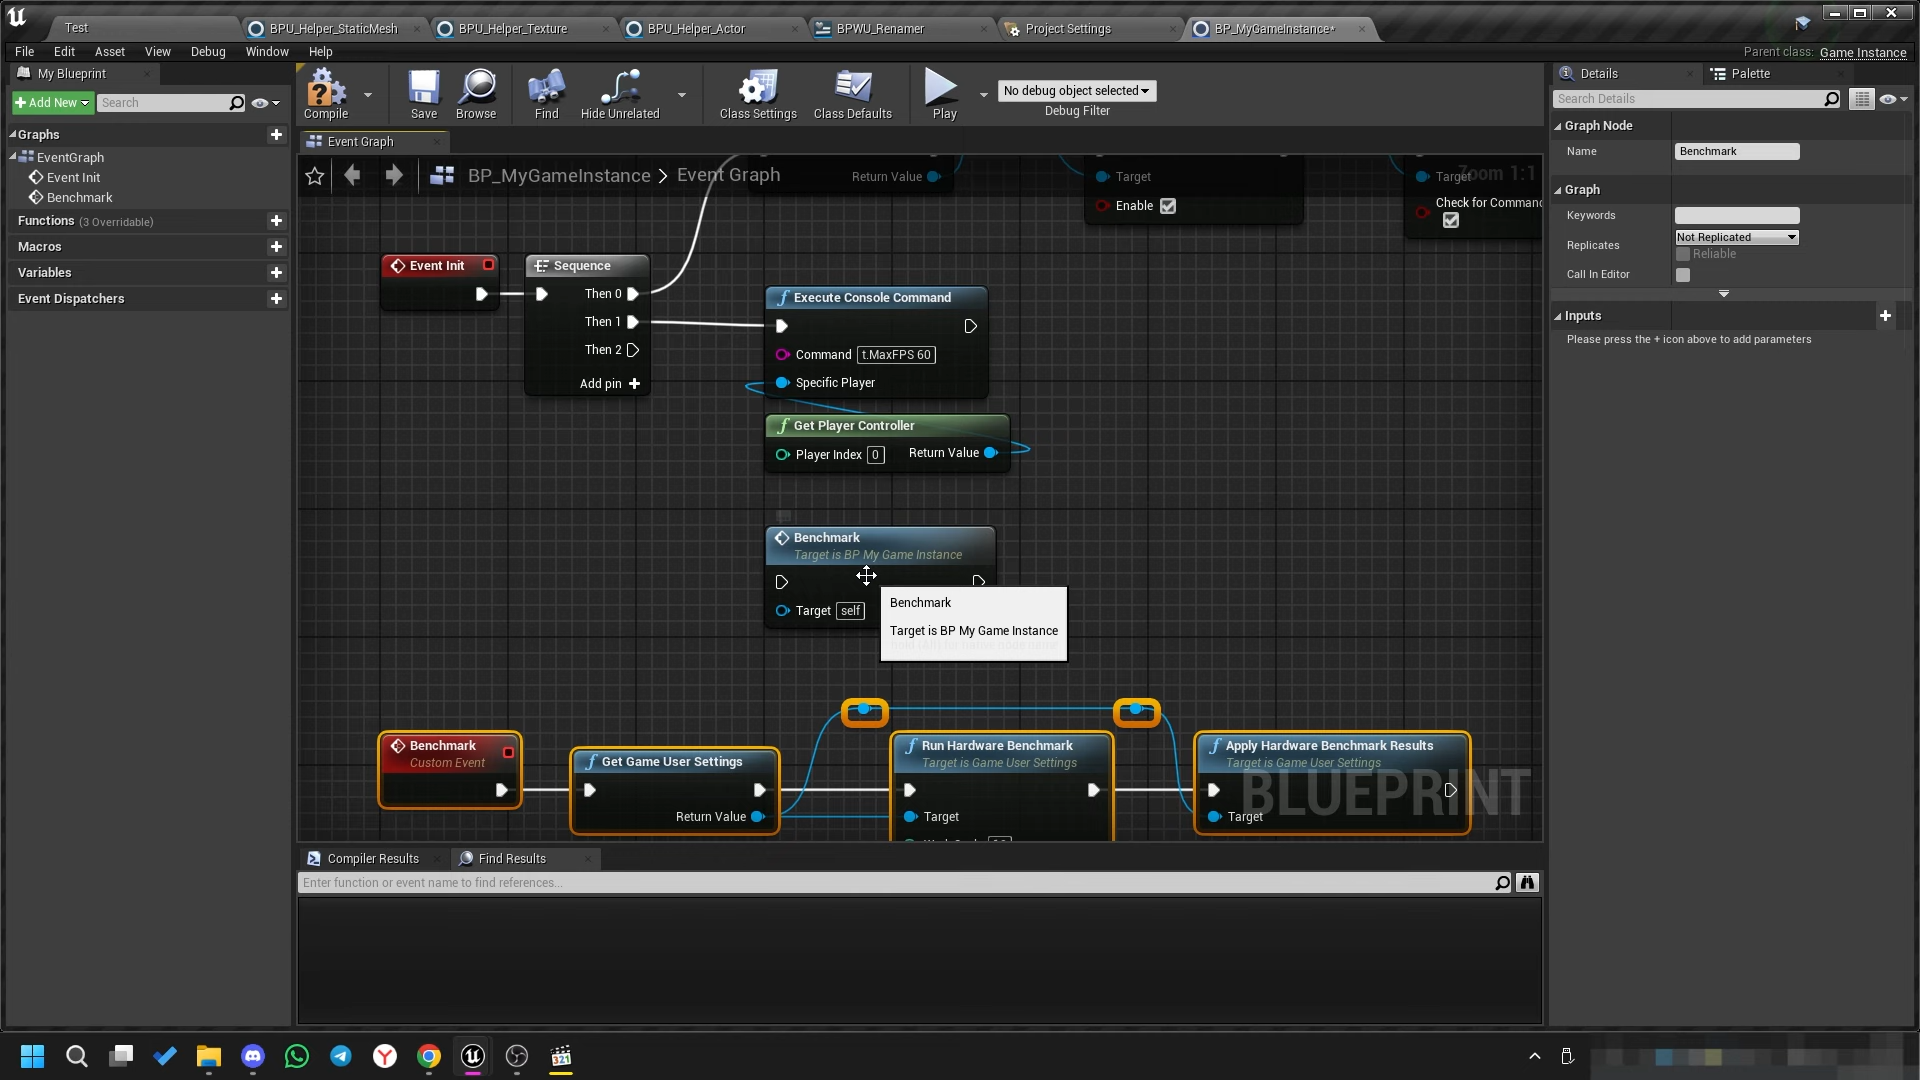 Test
BPU_Helper_StaticMesh
BPU_Helper_Texture
BPU_Helper_Actor
BPWU_Renamer
Project Settings
BP_MyGameInstance*
File Edit Asset View Debug Window Help
Parent class: Game Instance
My Blueprint
Add New
Search
Compile
Save
Browse
Find
Hide Unrelated
Class Settings
Class Defaults
Play
No debug object selected
Debug Filter
Details
Palette
Search Details
Graphs
EventGraph
Event Init
Benchmark
Functions (3 Overridable)
Macros
Variables
Event Dispatchers
Event Graph
BP_MyGameInstance > Event Graph
Zoom 1:1
Return Value
Target
Enable
Target
Check for Command
Event Init
Sequence
Then 0
Then 1
Then 2
Add pin
Execute Console Command
Command t.MaxFPS 60
Specific Player
Get Player Controller
Player Index 0
Return Value
Benchmark
Target is BP My Game Instance
Target self
Benchmark
Target is BP My Game Instance
Benchmark
Custom Event
Get Game User Settings
Return Value
Run Hardware Benchmark
Target is Game User Settings
Target
Apply Hardware Benchmark Results
Target is Game User Settings
Target
BLUEPRINT
Graph Node
Name Benchmark
Graph
Keywords
Replicates Not Replicated
Reliable
Call In Editor
Inputs
Please press the + icon above to add parameters
Compiler Results
Find Results
Enter function or event name to find references...
321